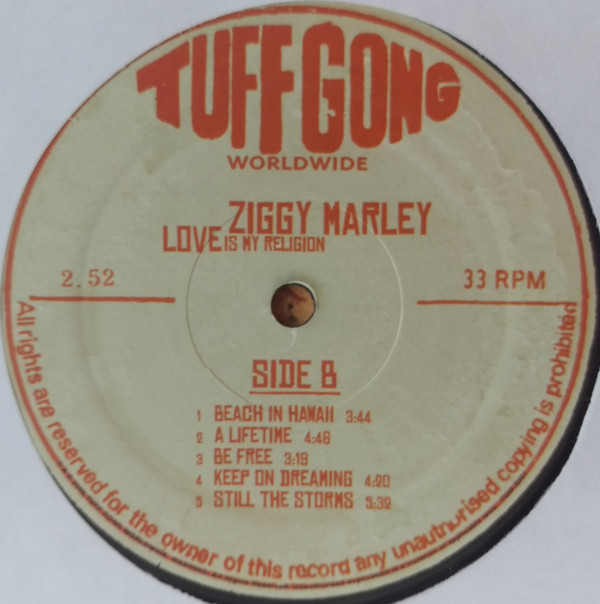 TUFF GONG
WORLDWIDE
ZIGGY MARLEY
LOVE IS MY RELIGION
2.52
33 RPM
SIDE B
1 BEACH IN HAWAII 3:44
2 A LIFETIME 4:46
3 BE FREE 3:19
4 KEEP ON DREAMING 4:20
5 STILL THE STORMS 5:39
All rights are reserved for the owner of this record any unauthorised copying is prohibited